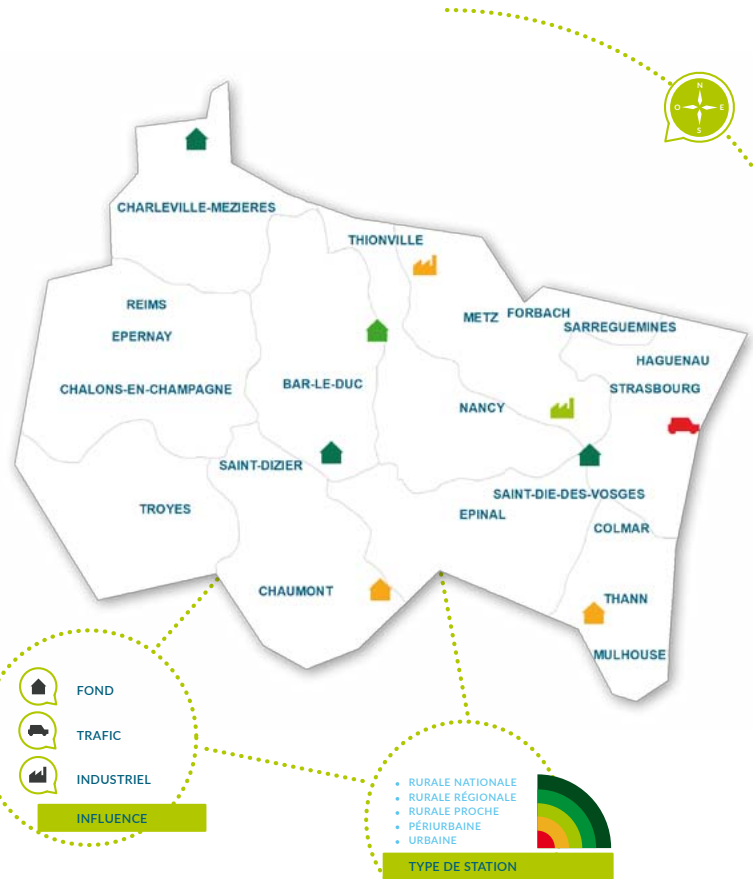 N
O E
S
CHARLEVILLE-MEZIERES
THIONVILLE
REIMS
METZ
FORBACH
SARREGUEMINES
EPERNAY
HAGUENAU
CHALONS-EN-CHAMPAGNE
BAR-LE-DUC
STRASBOURG
NANCY
SAINT-DIZIER
SAINT-DIE-DES-VOSGES
TROYES
EPINAL
COLMAR
CHAUMONT
THANN
MULHOUSE
FOND
TRAFIC
INDUSTRIEL
INFLUENCE
• RURALE NATIONALE
• RURALE RÉGIONALE
• RURALE PROCHE
• PÉRIURBAINE
• URBAINE
TYPE DE STATION